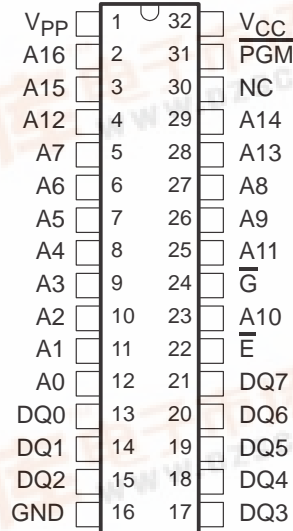 VPP 1 32 VCC
A16 2 31 P̅G̅M̅
A15 3 30 NC
A12 4 29 A14
A7 5 28 A13
A6 6 27 A8
A5 7 26 A9
A4 8 25 A11
A3 9 24 G̅
A2 10 23 A10
A1 11 22 E̅
A0 12 21 DQ7
DQ0 13 20 DQ6
DQ1 14 19 DQ5
DQ2 15 18 DQ4
GND 16 17 DQ3